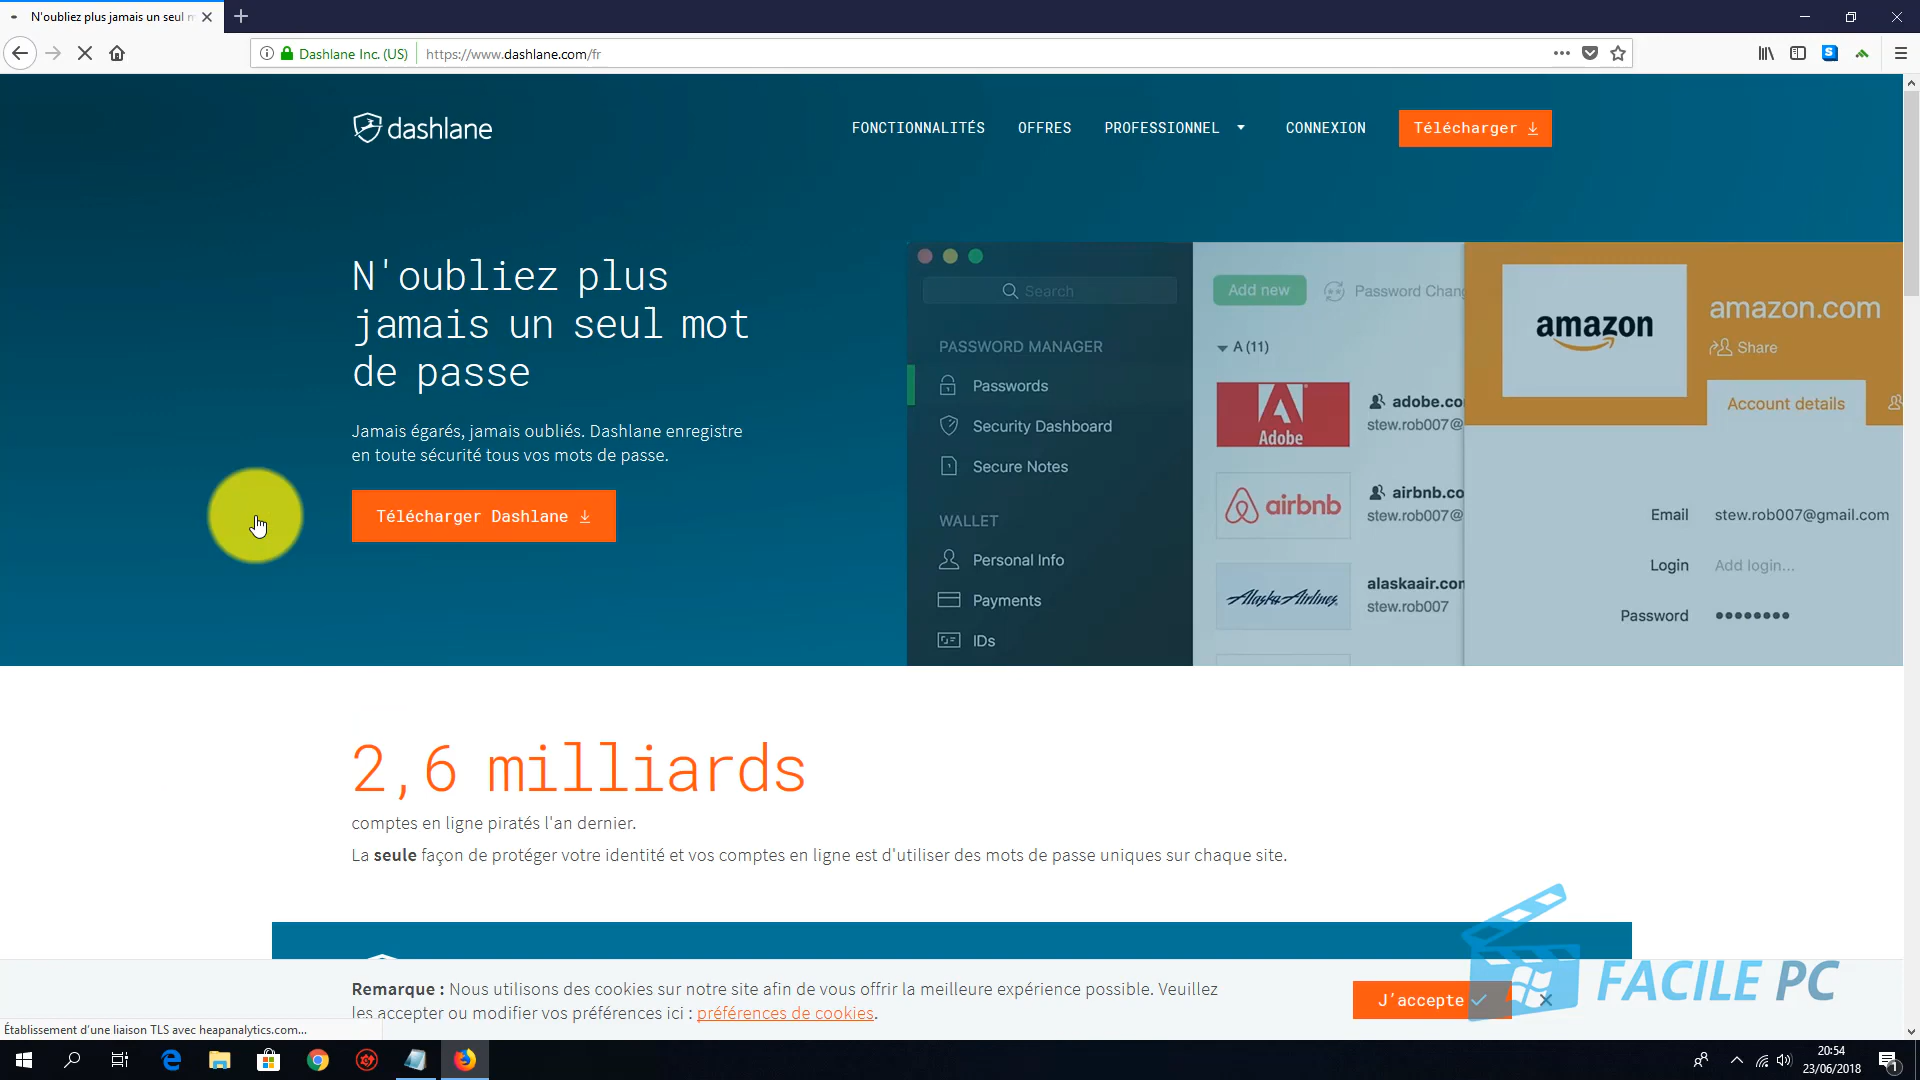 N'oubliez plus jamais un seul m
Dashlane Inc. (US) https://www.dashlane.com/fr
dashlane
FONCTIONNALITÉS OFFRES PROFESSIONNEL CONNEXION Télécharger
N'oubliez plus
jamais un seul mot
de passe
Jamais égarés, jamais oubliés. Dashlane enregistre
en toute sécurité tous vos mots de passe.
Télécharger Dashlane
Search
PASSWORD MANAGER
Passwords
Security Dashboard
Secure Notes
WALLET
Personal Info
Payments
IDs
Add new Password Chang
A (11)
Adobe
adobe.co
stew.rob007@
airbnb
airbnb.co
stew.rob007@
Alaska Airlines
alaskaair.com
stew.rob007
amazon
amazon.com
Share
Account details
Email stew.rob007@gmail.com
Login Add login...
Password ••••••••
2,6 milliards
comptes en ligne piratés l'an dernier.
La seule façon de protéger votre identité et vos comptes en ligne est d'utiliser des mots de passe uniques sur chaque site.
Remarque : Nous utilisons des cookies sur notre site afin de vous offrir la meilleure expérience possible. Veuillez
les accepter ou modifier vos préférences ici : préférences de cookies.
J'accepte
FACILE PC
Établissement d'une liaison TLS avec heapanalytics.com...
20:54
23/06/2018
1